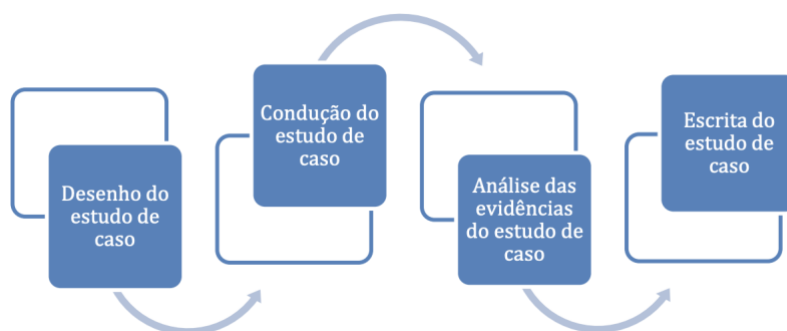 Desenho do
estudo de
caso
Condução do
estudo de
caso
Análise das
evidências
do estudo de
caso
Escrita do
estudo de
caso